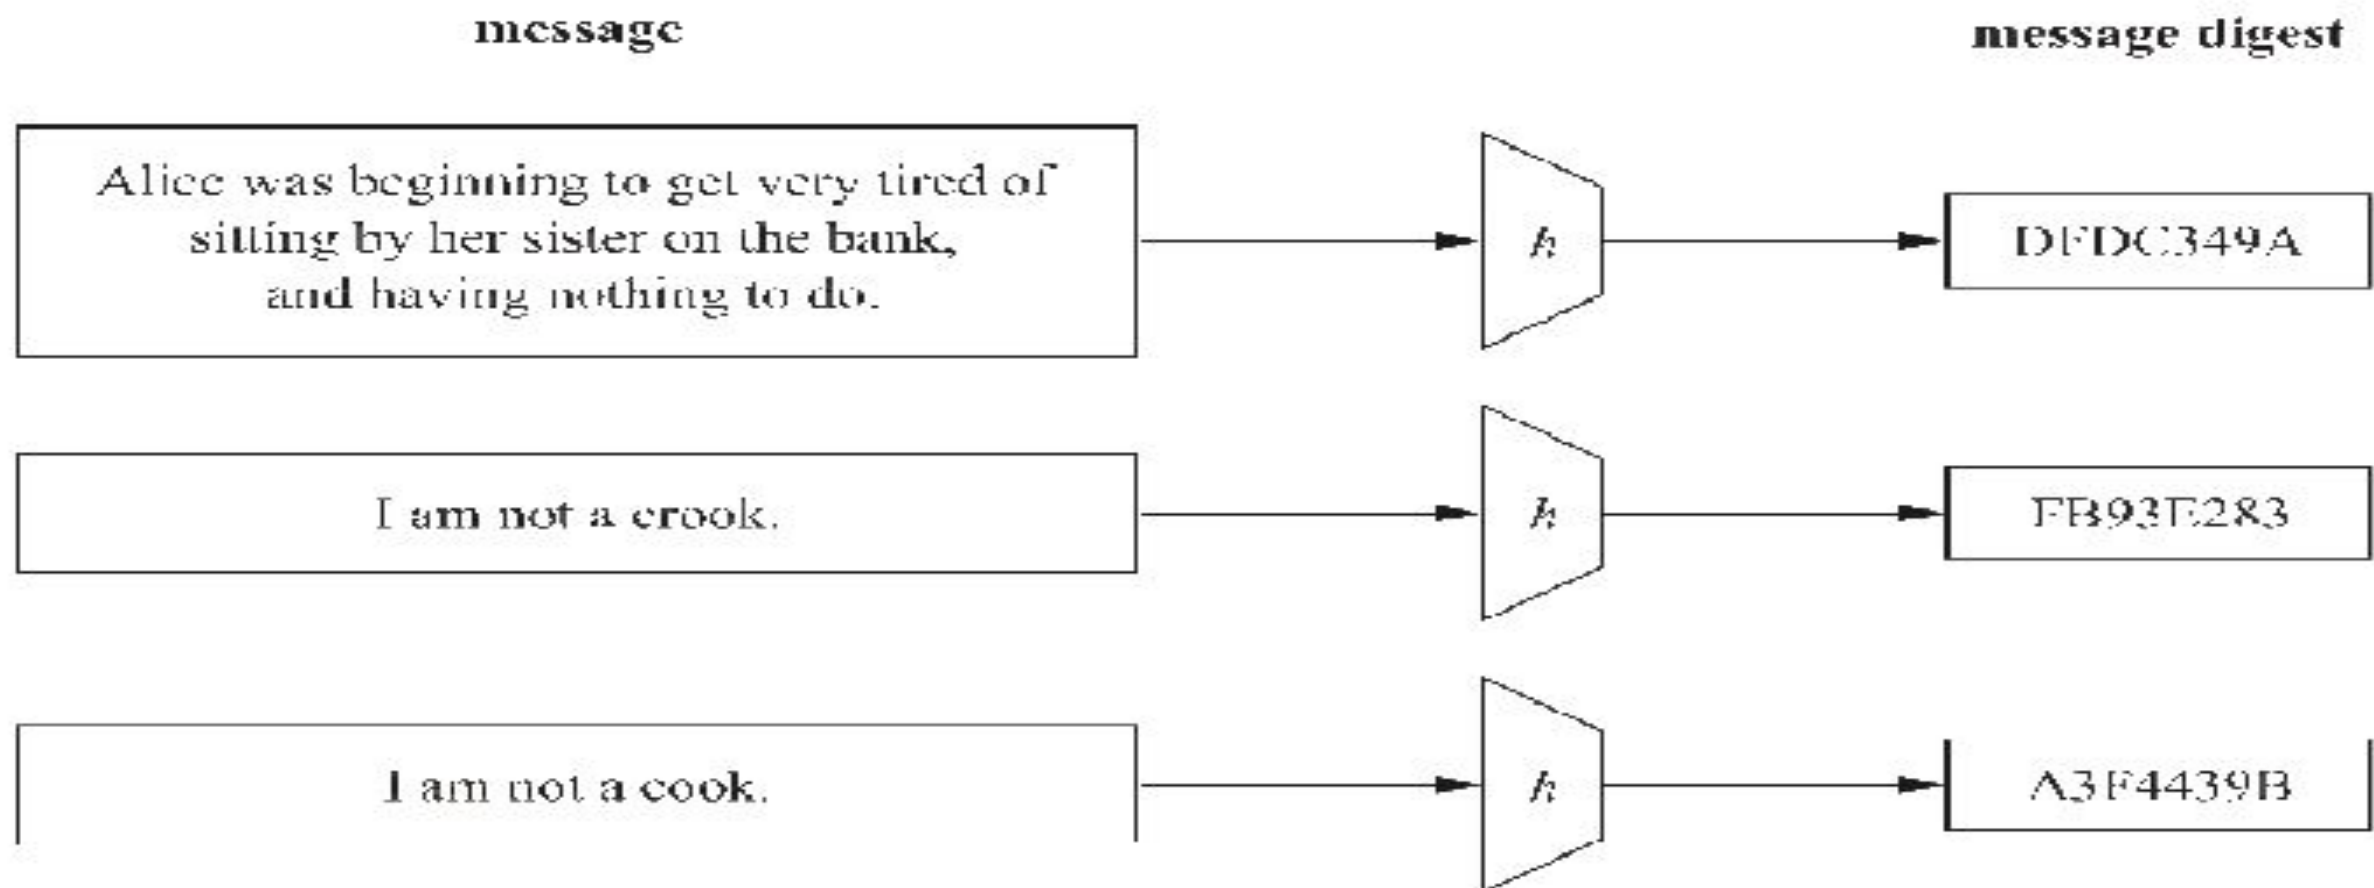 message
message digest
Alice was beginning to get very tired of
sitting by her sister on the bank,
and having nothing to do.
h
DFDC349A
I am not a crook.
h
FB93E283
I am not a cook.
h
A3F4439B